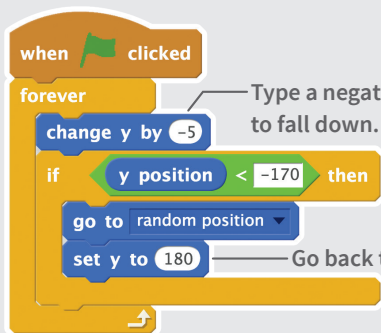 when clicked
forever
Type a negat
change y by -5
to fall down.
if y position < -170 then
go to random position
set y to 180
Go back t